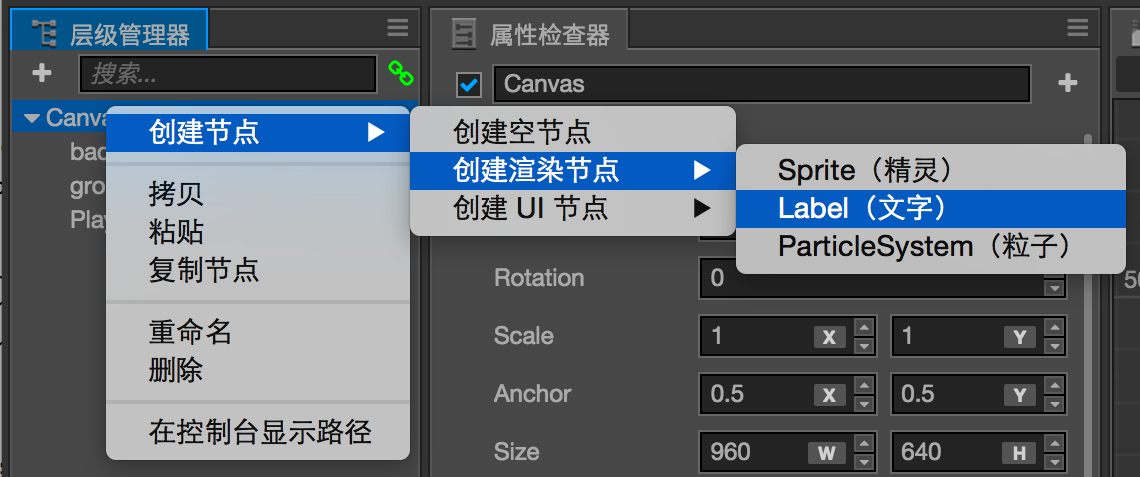 层级管理器
搜索...
Canva
创建节点
拷贝
粘贴
复制节点
重命名
删除
在控制台显示路径
创建空节点
创建渲染节点
创建 UI 节点
Sprite（精灵）
Label（文字）
ParticleSystem（粒子）
属性检查器
Canvas
Rotation 0
Scale 1 X 1 Y
Anchor 0.5 X 0.5 Y
Size 960 W 640 H